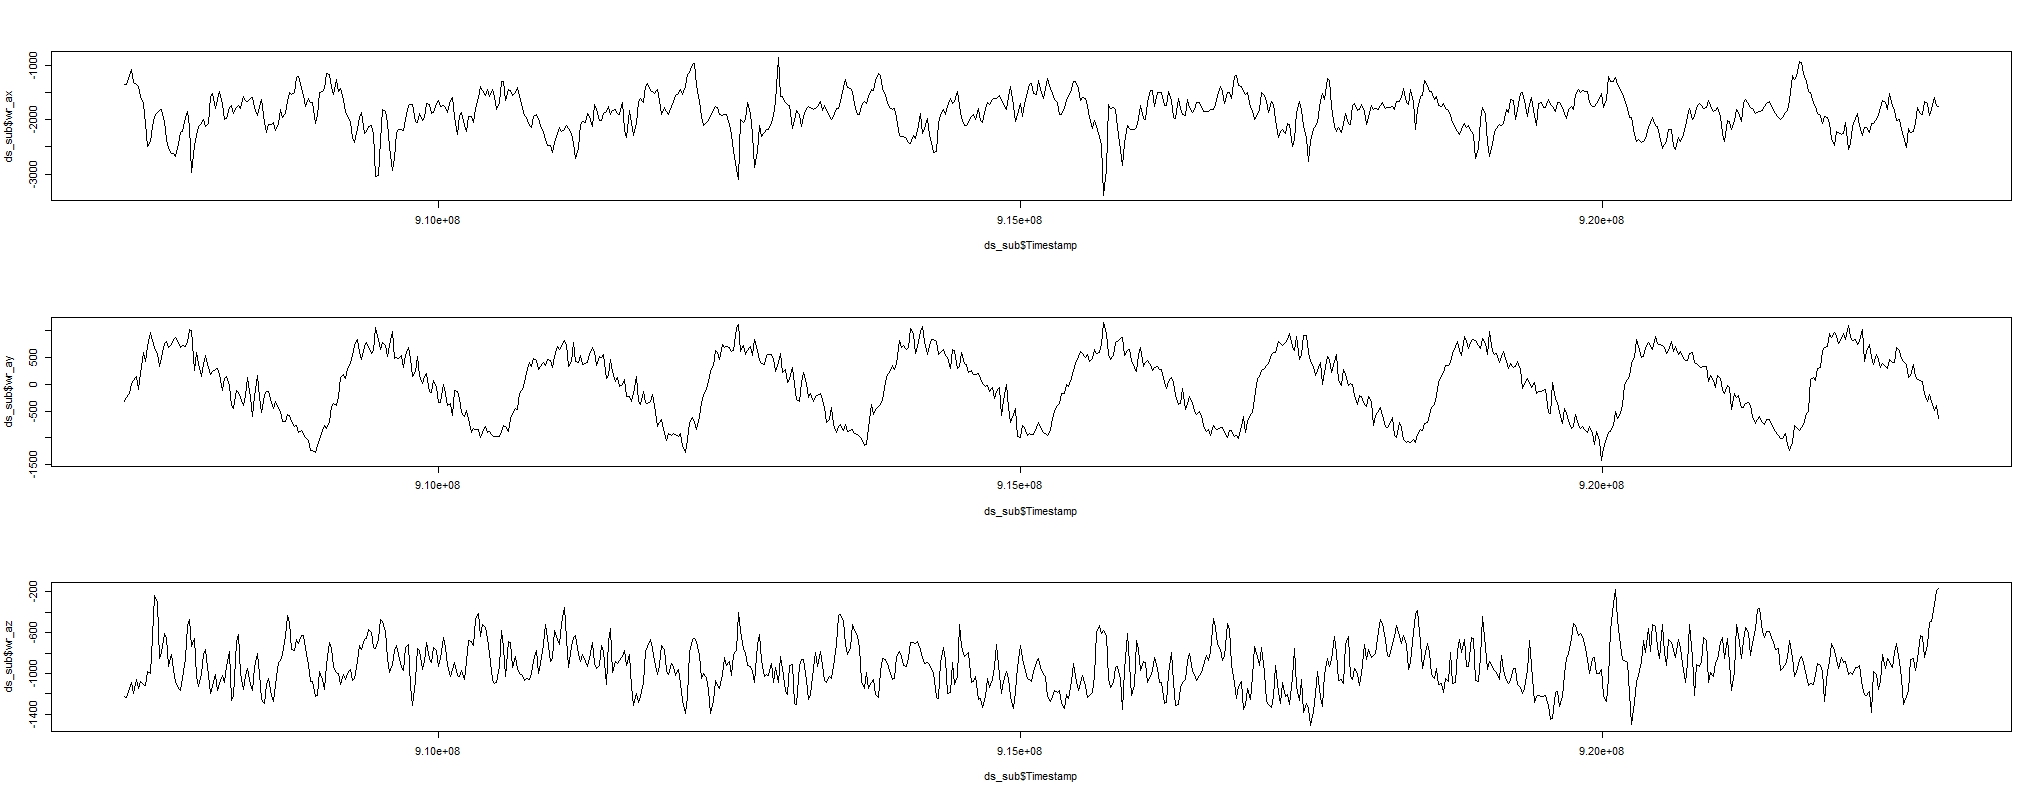 ds_sub$wr_ax
-1000
-2000
-3000
9.10e+08 9.15e+08 9.20e+08
ds_sub$Timestamp
ds_sub$wr_ay
500
0
-500
-1500
9.10e+08 9.15e+08 9.20e+08
ds_sub$Timestamp
ds_sub$wr_az
-200
-600
-1000
-1400
9.10e+08 9.15e+08 9.20e+08
ds_sub$Timestamp